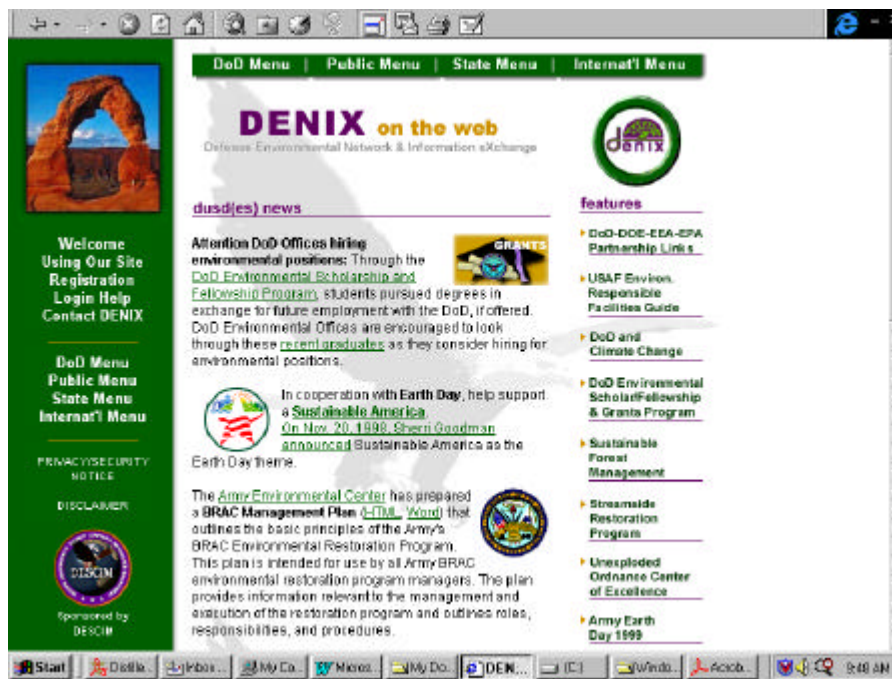 DoD Menu | Public Menu | State Menu | Internat'l Menu
DENIX on the web
Defense Environmental Network & Information eXchange
denix
Welcome
Using Our Site
Registration
Login Help
Contact DENIX
DoD Menu
Public Menu
State Menu
Internat'l Menu
PRIVACY/SECURITY
NOTICE
DISCLAIMER
DESCIM
Sponsored by
DESCIM
dusd(es) news
Attention DoD Offices hiring
environmental positions: Through the
DoD Environmental Scholarship and
Fellowship Program, students pursued degrees in
exchange for future employment with the DoD, if offered.
DoD Environmental Offices are encouraged to look
through these recent graduates as they consider hiring for
environmental positions.
GRANTS
In cooperation with Earth Day, help support
a Sustainable America.
On Nov. 20, 1998, Sherri Goodman
announced Sustainable America as the
Earth Day theme.
The Army Environmental Center has prepared
a BRAC Management Plan (HTML, Word) that
outlines the basic principles of the Army's
BRAC Environmental Restoration Program.
This plan is intended for use by all Army BRAC
environmental restoration program managers. The plan
provides information relevant to the management and
execution of the restoration program and outlines roles,
responsibilities, and procedures.
features
DoD-DOE-EEA-EPA
Partnership Links
USAF Environ.
Responsible
Facilities Guide
DoD and
Climate Change
DoD Environmental
Scholar/Fellowship
& Grants Program
Sustainable
Forest
Management
Streamside
Restoration
Program
Unexploded
Ordnance Center
of Excellence
Army Earth
Day 1999
Start Distille... Inbox ... My Co... Micros... My Do... DEN... (C:) Windo... Acrob... 9:48 AM